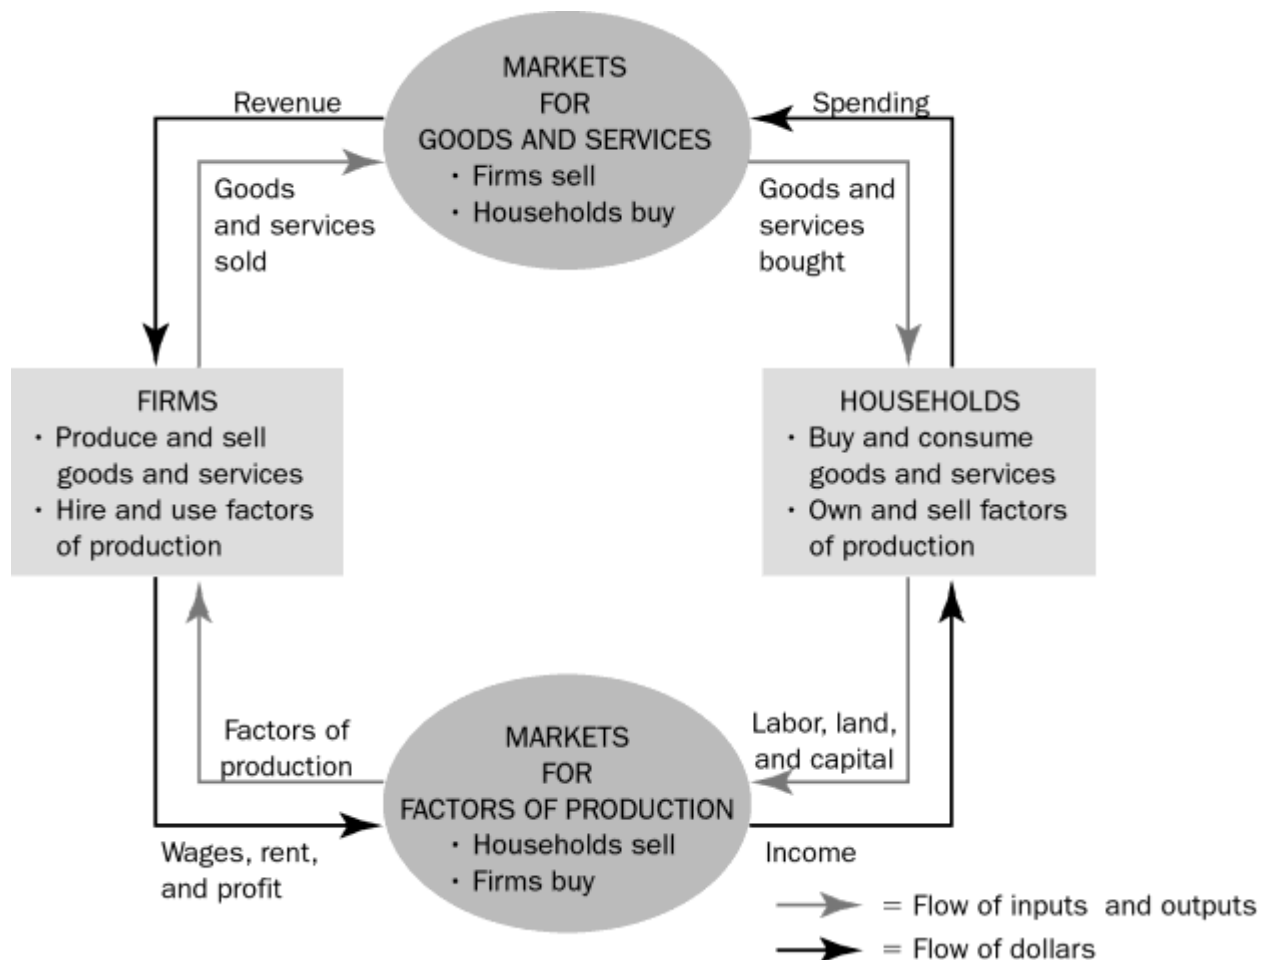 MARKETS
FOR
GOODS AND SERVICES
· Firms sell
· Households buy
Revenue
Spending
Goods
and services
sold
Goods and
services
bought
FIRMS
· Produce and sell
goods and services
· Hire and use factors
of production
HOUSEHOLDS
· Buy and consume
goods and services
· Own and sell factors
of production
Factors of
production
Labor, land,
and capital
MARKETS
FOR
FACTORS OF PRODUCTION
· Households sell
· Firms buy
Wages, rent,
and profit
Income
= Flow of inputs and outputs
= Flow of dollars